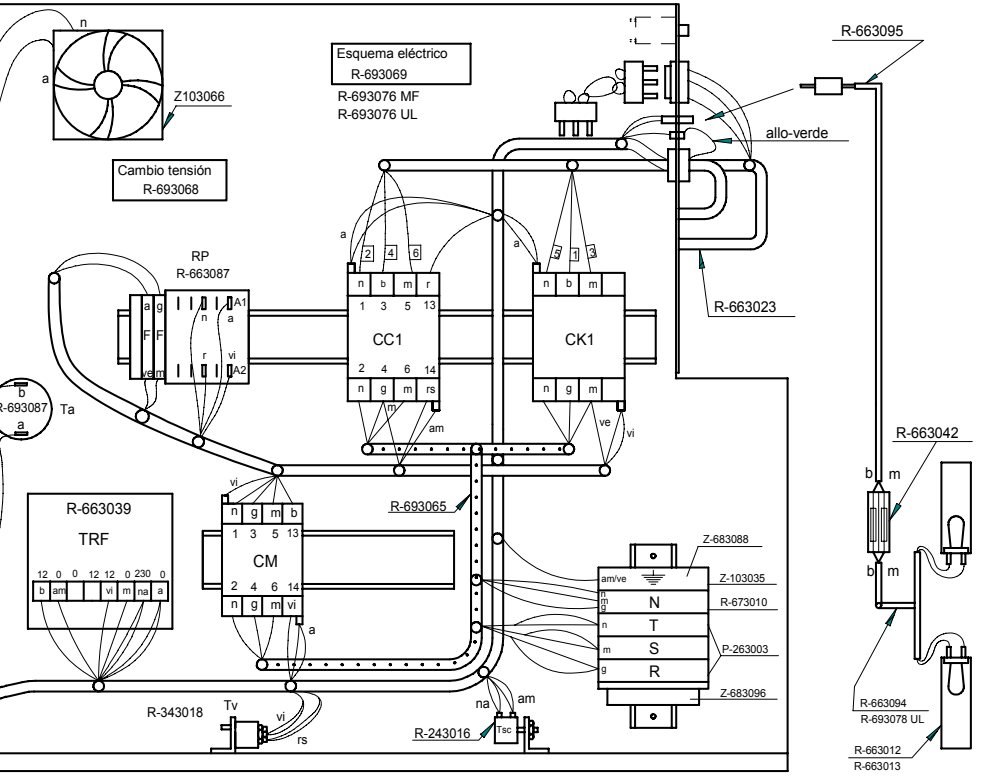 n
a
Z103066
Esquema eléctrico
R-693069
R-693076 MF
R-693076 UL
R-663095
allo-verde
Cambio tensión
R-693068
RP
R-663087
a
2
4
6
a
5
1
3
R-663023
a g
F F
ve m
A1
n a
r vi
A2
n b m r
1 3 5 13
CC1
2 4 6 14
n g m rs
m
am
n b m
CK1
n g m
ve
vi
b
R-693087
a
Ta
R-663042
b m
b m
vi
n g m b
1 3 5 13
CM
2 4 6 14
n g m vi
a
R-693065
R-663039
TRF
12 0 0 12 12 0 230 0
b am vi m na a
Z-683088
am/ve
Z-103035
n
m
g
N
R-673010
n T
m S
P-263003
g R
Z-683096
R-663094
R-693078 UL
R-663012
R-663013
R-343018
Tv
vi
rs
na
am
R-243016
Tsc